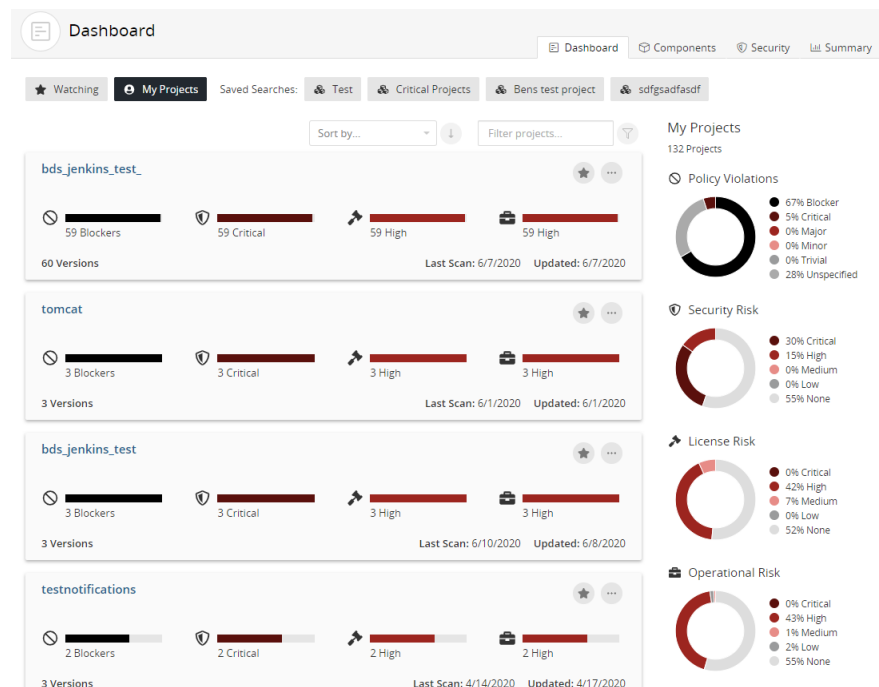 Dashboard
Dashboard Components Security Summary
Watching My Projects Saved Searches: Test Critical Projects Bens test project sdfgsadfasdf
Sort by... Filter projects...
bds_jenkins_test_
59 Blockers 59 Critical 59 High 59 High
60 Versions Last Scan: 6/7/2020 Updated: 6/7/2020
tomcat
3 Blockers 3 Critical 3 High 3 High
3 Versions Last Scan: 6/1/2020 Updated: 6/1/2020
bds_jenkins_test
3 Blockers 3 Critical 3 High 3 High
3 Versions Last Scan: 6/10/2020 Updated: 6/8/2020
testnotifications
2 Blockers 2 Critical 2 High 2 High
3 Versions Last Scan: 4/14/2020 Updated: 4/17/2020
My Projects
132 Projects
Policy Violations
67% Blocker
5% Critical
0% Major
0% Minor
0% Trivial
28% Unspecified
Security Risk
30% Critical
15% High
0% Medium
0% Low
55% None
License Risk
0% Critical
42% High
7% Medium
0% Low
52% None
Operational Risk
0% Critical
43% High
1% Medium
2% Low
55% None